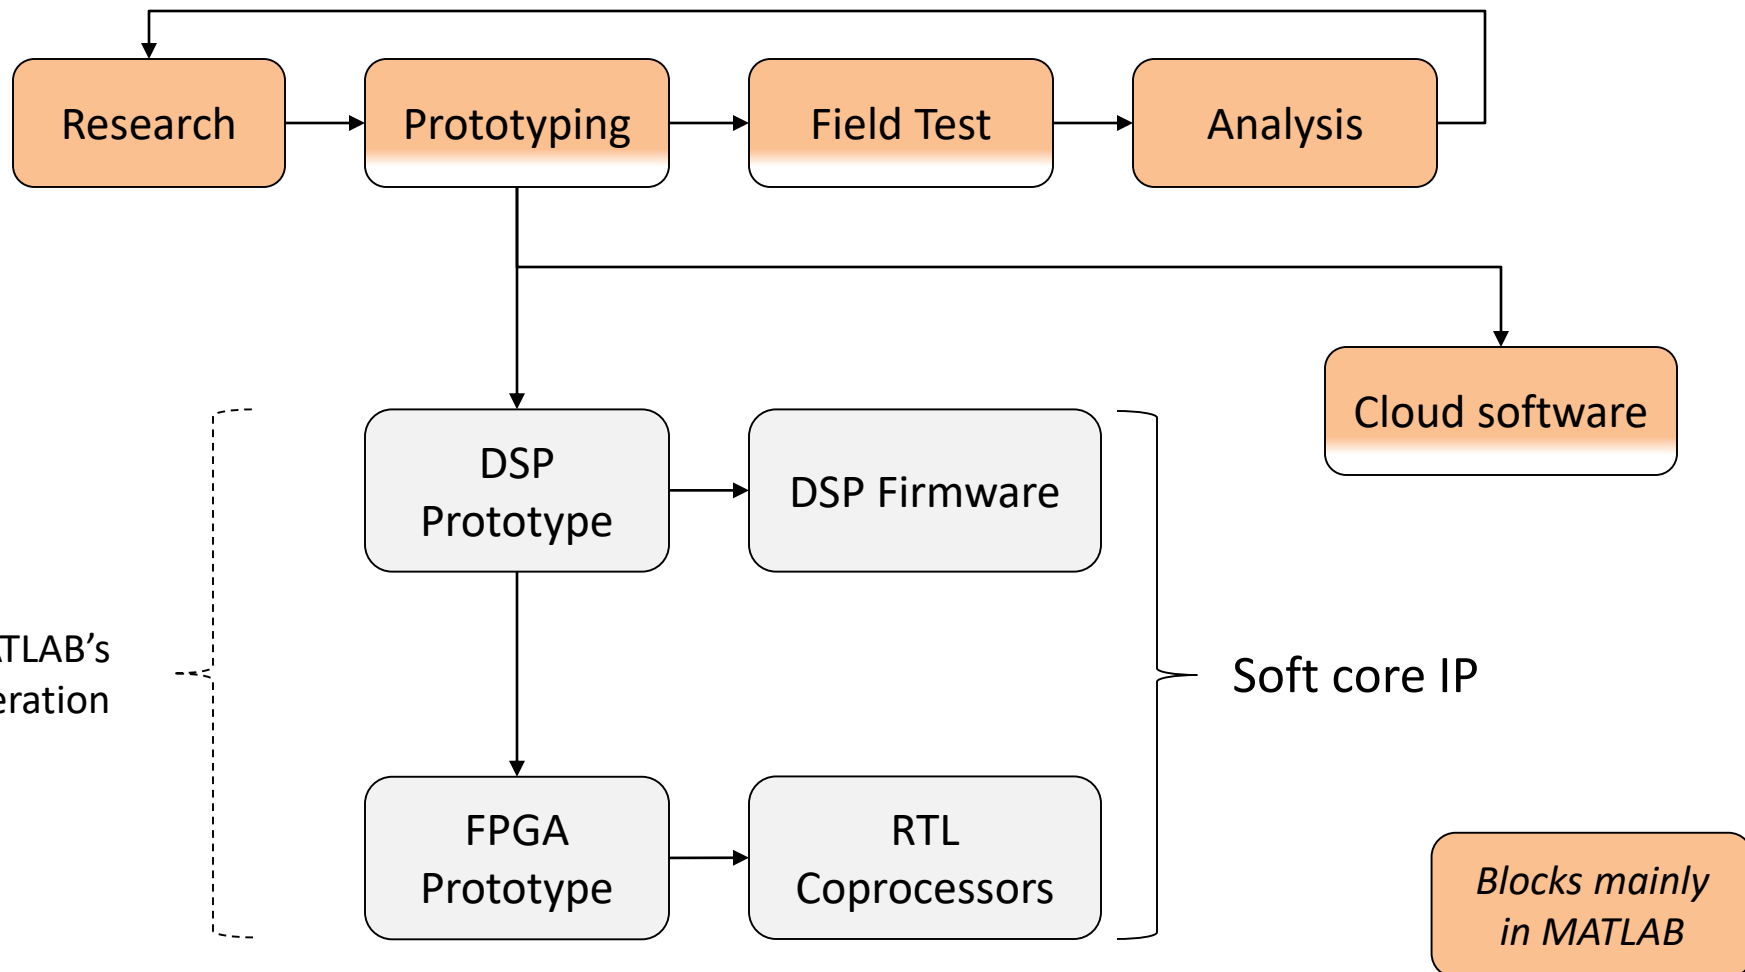 Research
Prototyping
Field Test
Analysis
Cloud software
DSP
Prototype
DSP Firmware
Soft core IP
FPGA
Prototype
RTL
Coprocessors
Blocks mainly
in MATLAB